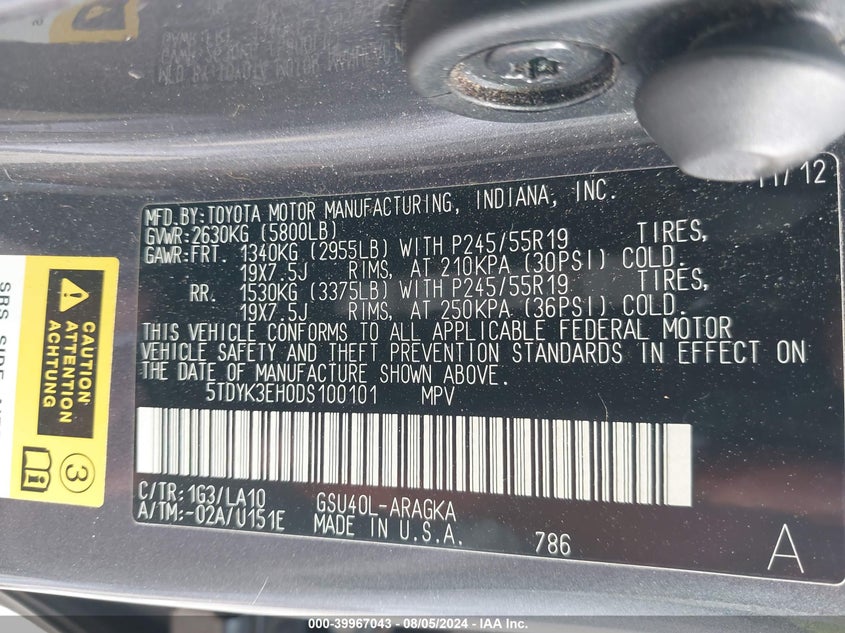 11/12
MFD.BY:TOYOTA MOTOR MANUFACTURING, INDIANA, INC.
GVWR:2630KG (5800LB)
GAWR:FRT. 1340KG (2955LB) WITH P245/55R19 TIRES,
19X7.5J RIMS, AT 210KPA (30PSI) COLD.
RR. 1530KG (3375LB) WITH P245/55R19 TIRES,
19X7.5J RIMS, AT 250KPA (36PSI) COLD.
THIS VEHICLE CONFORMS TO ALL APPLICABLE FEDERAL MOTOR
VEHICLE SAFETY AND THEFT PREVENTION STANDARDS IN EFFECT ON
THE DATE OF MANUFACTURE SHOWN ABOVE.
5TDYK3EH0DS100101 MPV
C/TR: 1G3/LA10 GSU40L-ARAGKA
A/TM:-02A/U151E MADE IN U.S.A. 786 A
CAUTION
ATTENTION
ACHTUNG
3
000-39967043 — 08/05/2024 — IAA Inc.